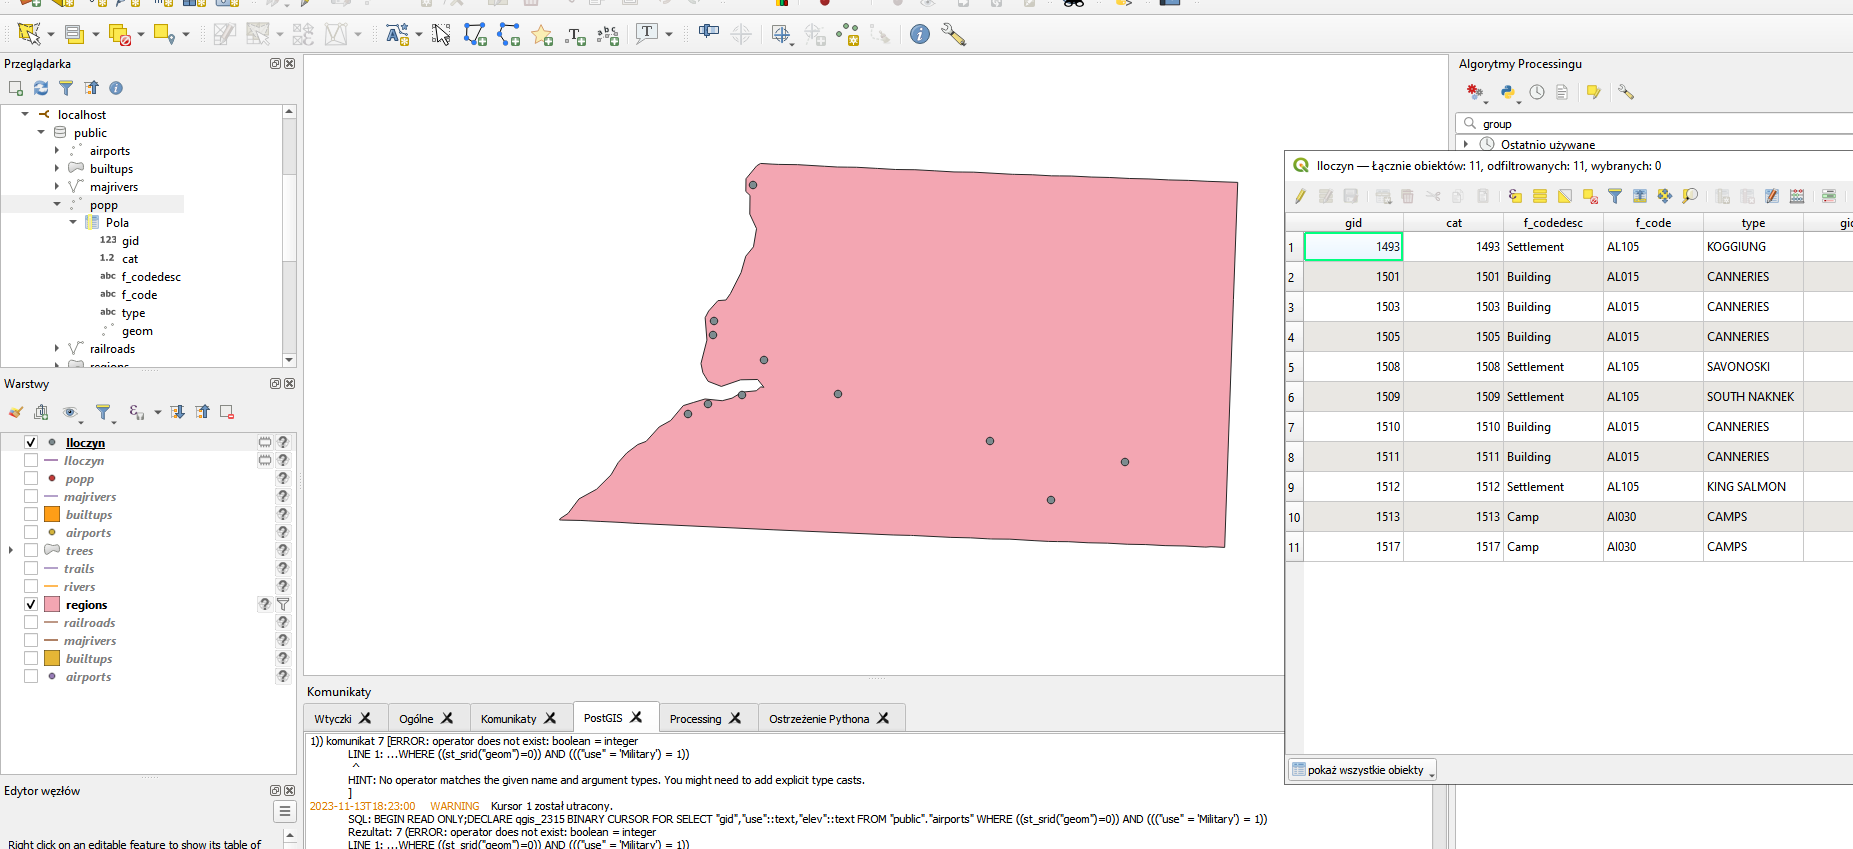 Przeglądarka
localhost
public
airports
builtups
majrivers
popp
Pola
123 gid
1.2 cat
abc f_codedesc
abc f_code
abc type
geom
railroads
regions
Warstwy
Iloczyn
Iloczyn
popp
majrivers
builtups
airports
trees
trails
rivers
regions
railroads
majrivers
builtups
airports
Edytor węzłów
Right click on an editable feature to show its table of
Komunikaty
Wtyczki
Ogólne
Komunikaty
PostGIS
Processing
Ostrzeżenie Pythona
1)) komunikat 7 [ERROR: operator does not exist: boolean = integer
LINE 1: ...WHERE ((st_srid("geom")=0)) AND ((("use" = 'Military') = 1))
^
HINT: No operator matches the given name and argument types. You might need to add explicit type casts.
]
2023-11-13T18:23:00 WARNING Kursor 1 został utracony.
SQL: BEGIN READ ONLY;DECLARE qgis_2315 BINARY CURSOR FOR SELECT "gid","use"::text,"elev"::text FROM "public"."airports" WHERE ((st_srid("geom")=0)) AND ((("use" = 'Military') = 1))
Rezultat: 7 (ERROR: operator does not exist: boolean = integer
LINE 1: ...WHERE ((st_srid("geom")=0)) AND ((("use" = 'Military') = 1))
Algorytmy Processingu
group
Ostatnio używane
Iloczyn — Łącznie obiektów: 11, odfiltrowanych: 11, wybranych: 0
gid cat f_codedesc f_code type
1 1493 1493 Settlement AL105 KOGGIUNG
2 1501 1501 Building AL015 CANNERIES
3 1503 1503 Building AL015 CANNERIES
4 1505 1505 Building AL015 CANNERIES
5 1508 1508 Settlement AL105 SAVONOSKI
6 1509 1509 Settlement AL105 SOUTH NAKNEK
7 1510 1510 Building AL015 CANNERIES
8 1511 1511 Building AL015 CANNERIES
9 1512 1512 Settlement AL105 KING SALMON
10 1513 1513 Camp AI030 CAMPS
11 1517 1517 Camp AI030 CAMPS
pokaż wszystkie obiekty